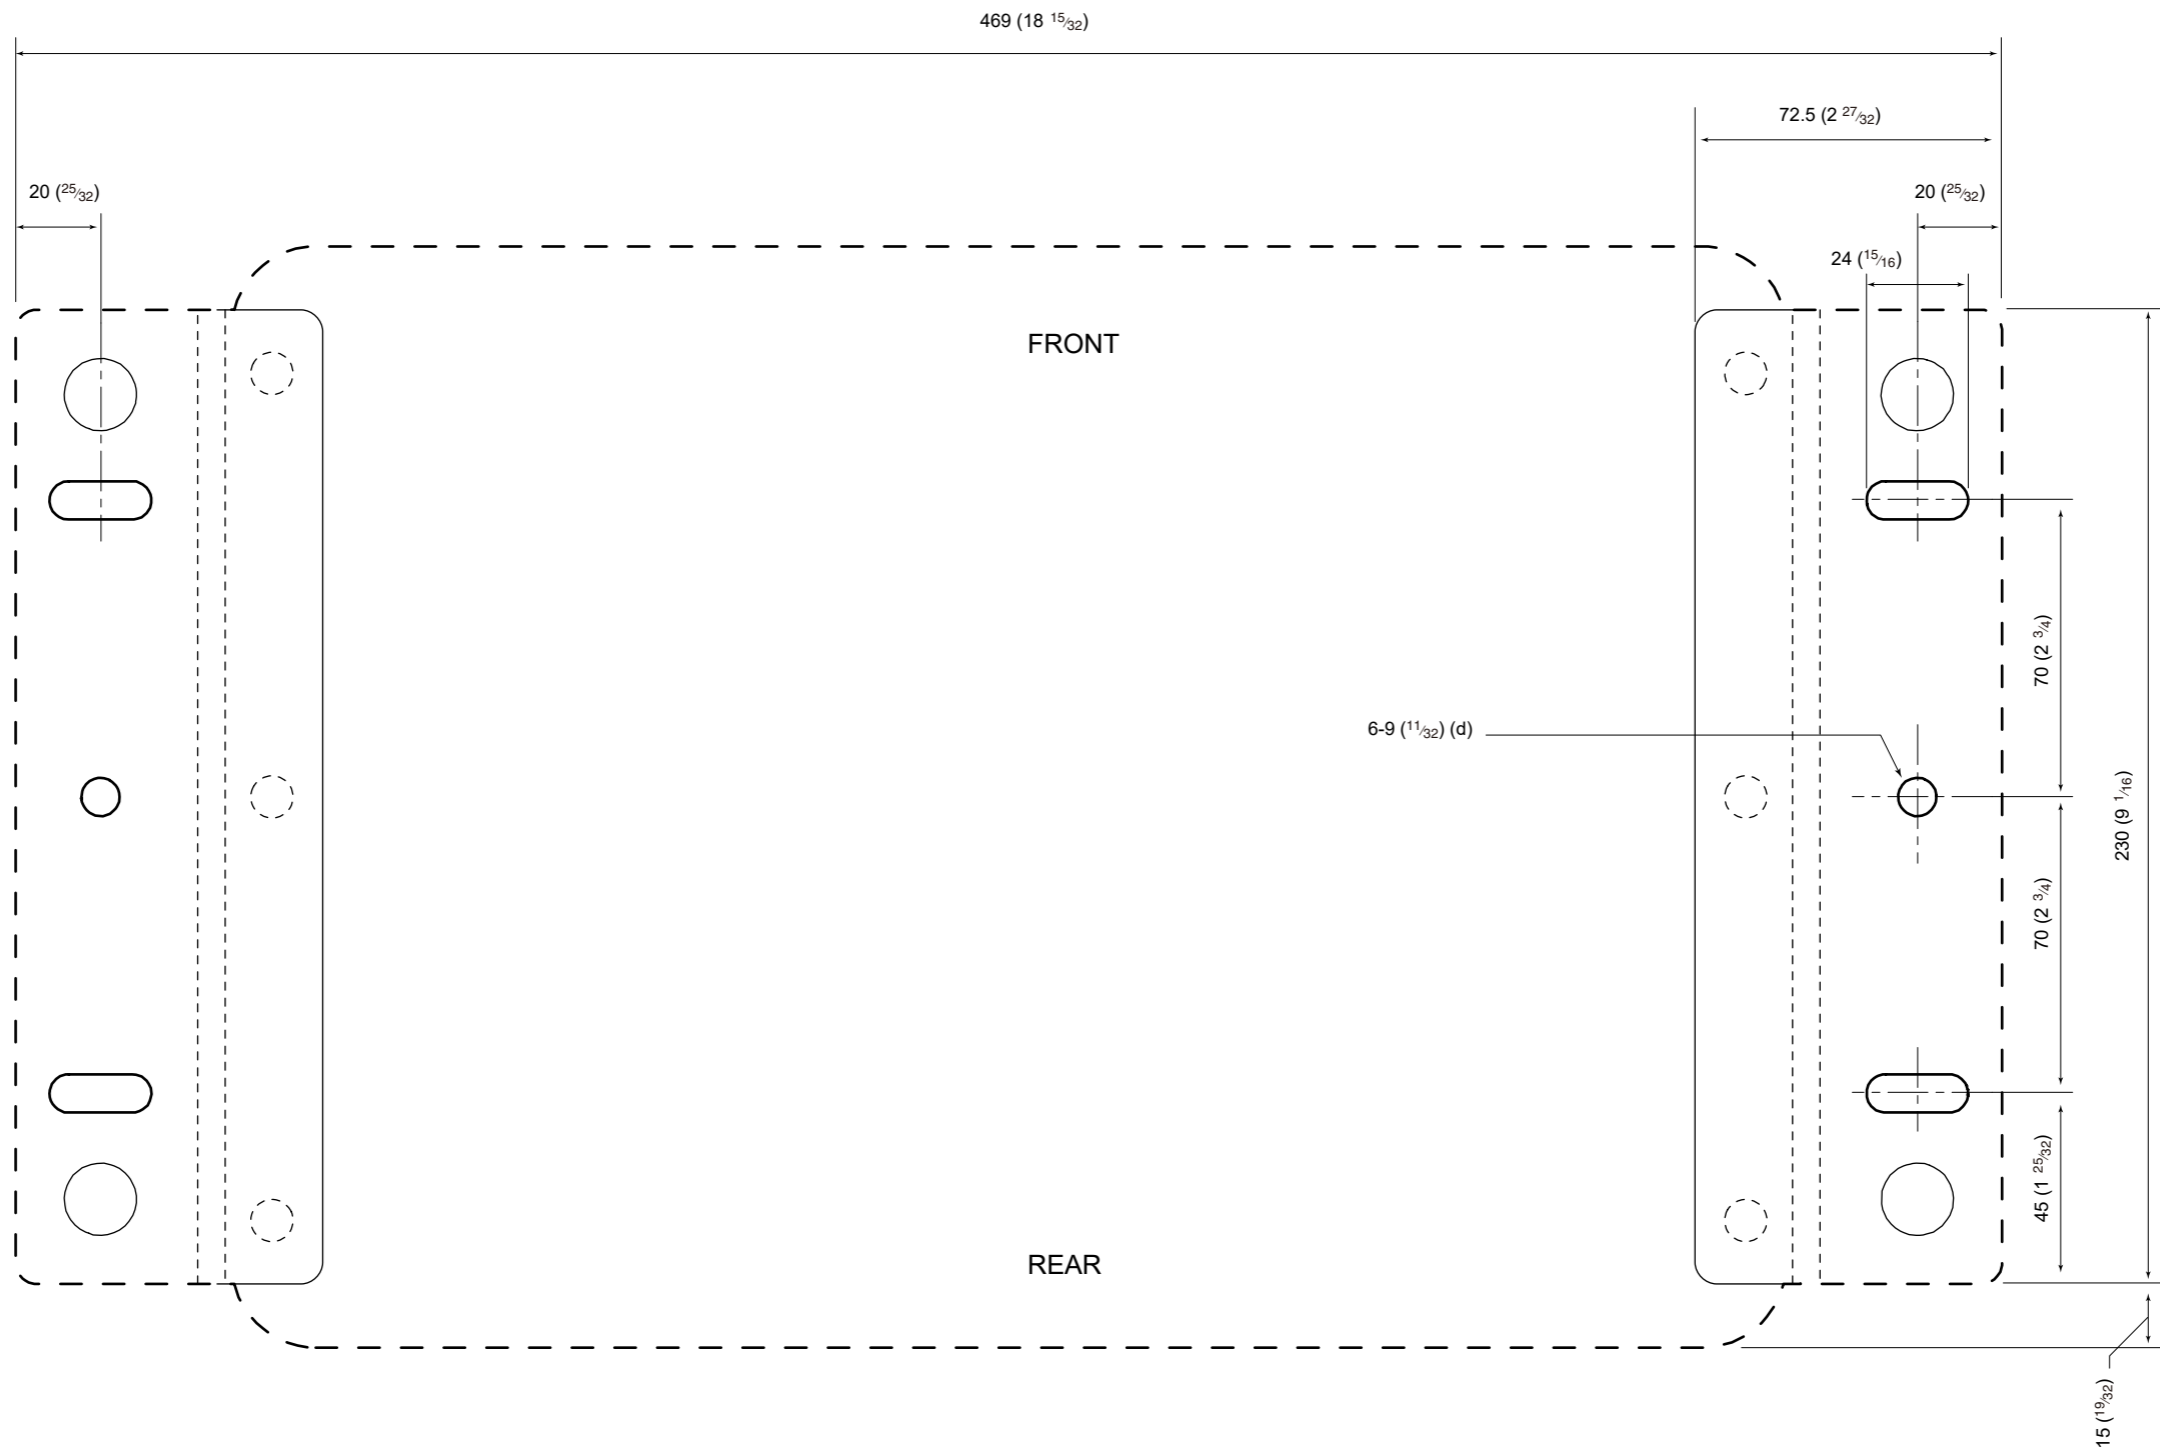 469 (18 15/32)
72.5 (2 27/32)
20 (25/32)
20 (25/32)
24 (15/16)
FRONT
70 (2 3/4)
6-9 (11/32) (d)
230 (9 1/16)
70 (2 3/4)
45 (1 25/32)
REAR
15 (19/32)